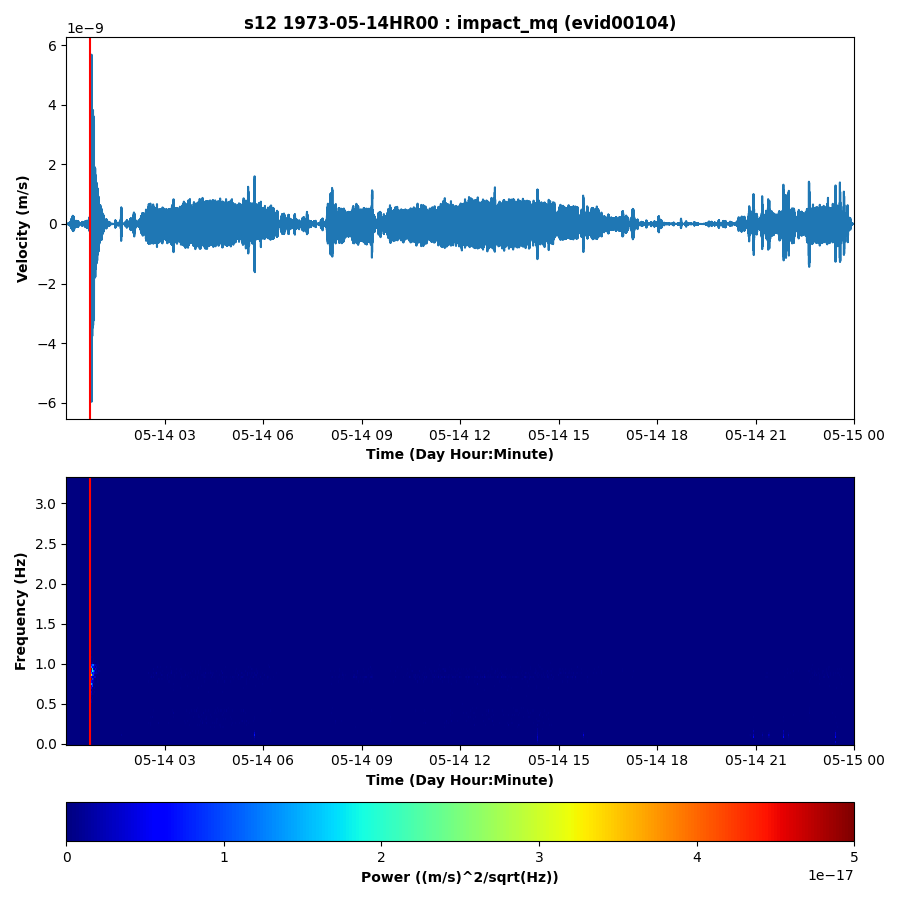 s12 1973-05-14HR00 : impact_mq (evid00104)
1e−9
6
4
2
0
−2
−4
−6
Velocity (m/s)
05-14 03 05-14 06 05-14 09 05-14 12 05-14 15 05-14 18 05-14 21 05-15 00
Time (Day Hour:Minute)
3.0
2.5
2.0
1.5
1.0
0.5
0.0
Frequency (Hz)
05-14 03 05-14 06 05-14 09 05-14 12 05-14 15 05-14 18 05-14 21 05-15 00
Time (Day Hour:Minute)
0 1 2 3 4 5
1e−17
Power ((m/s)^2/sqrt(Hz))